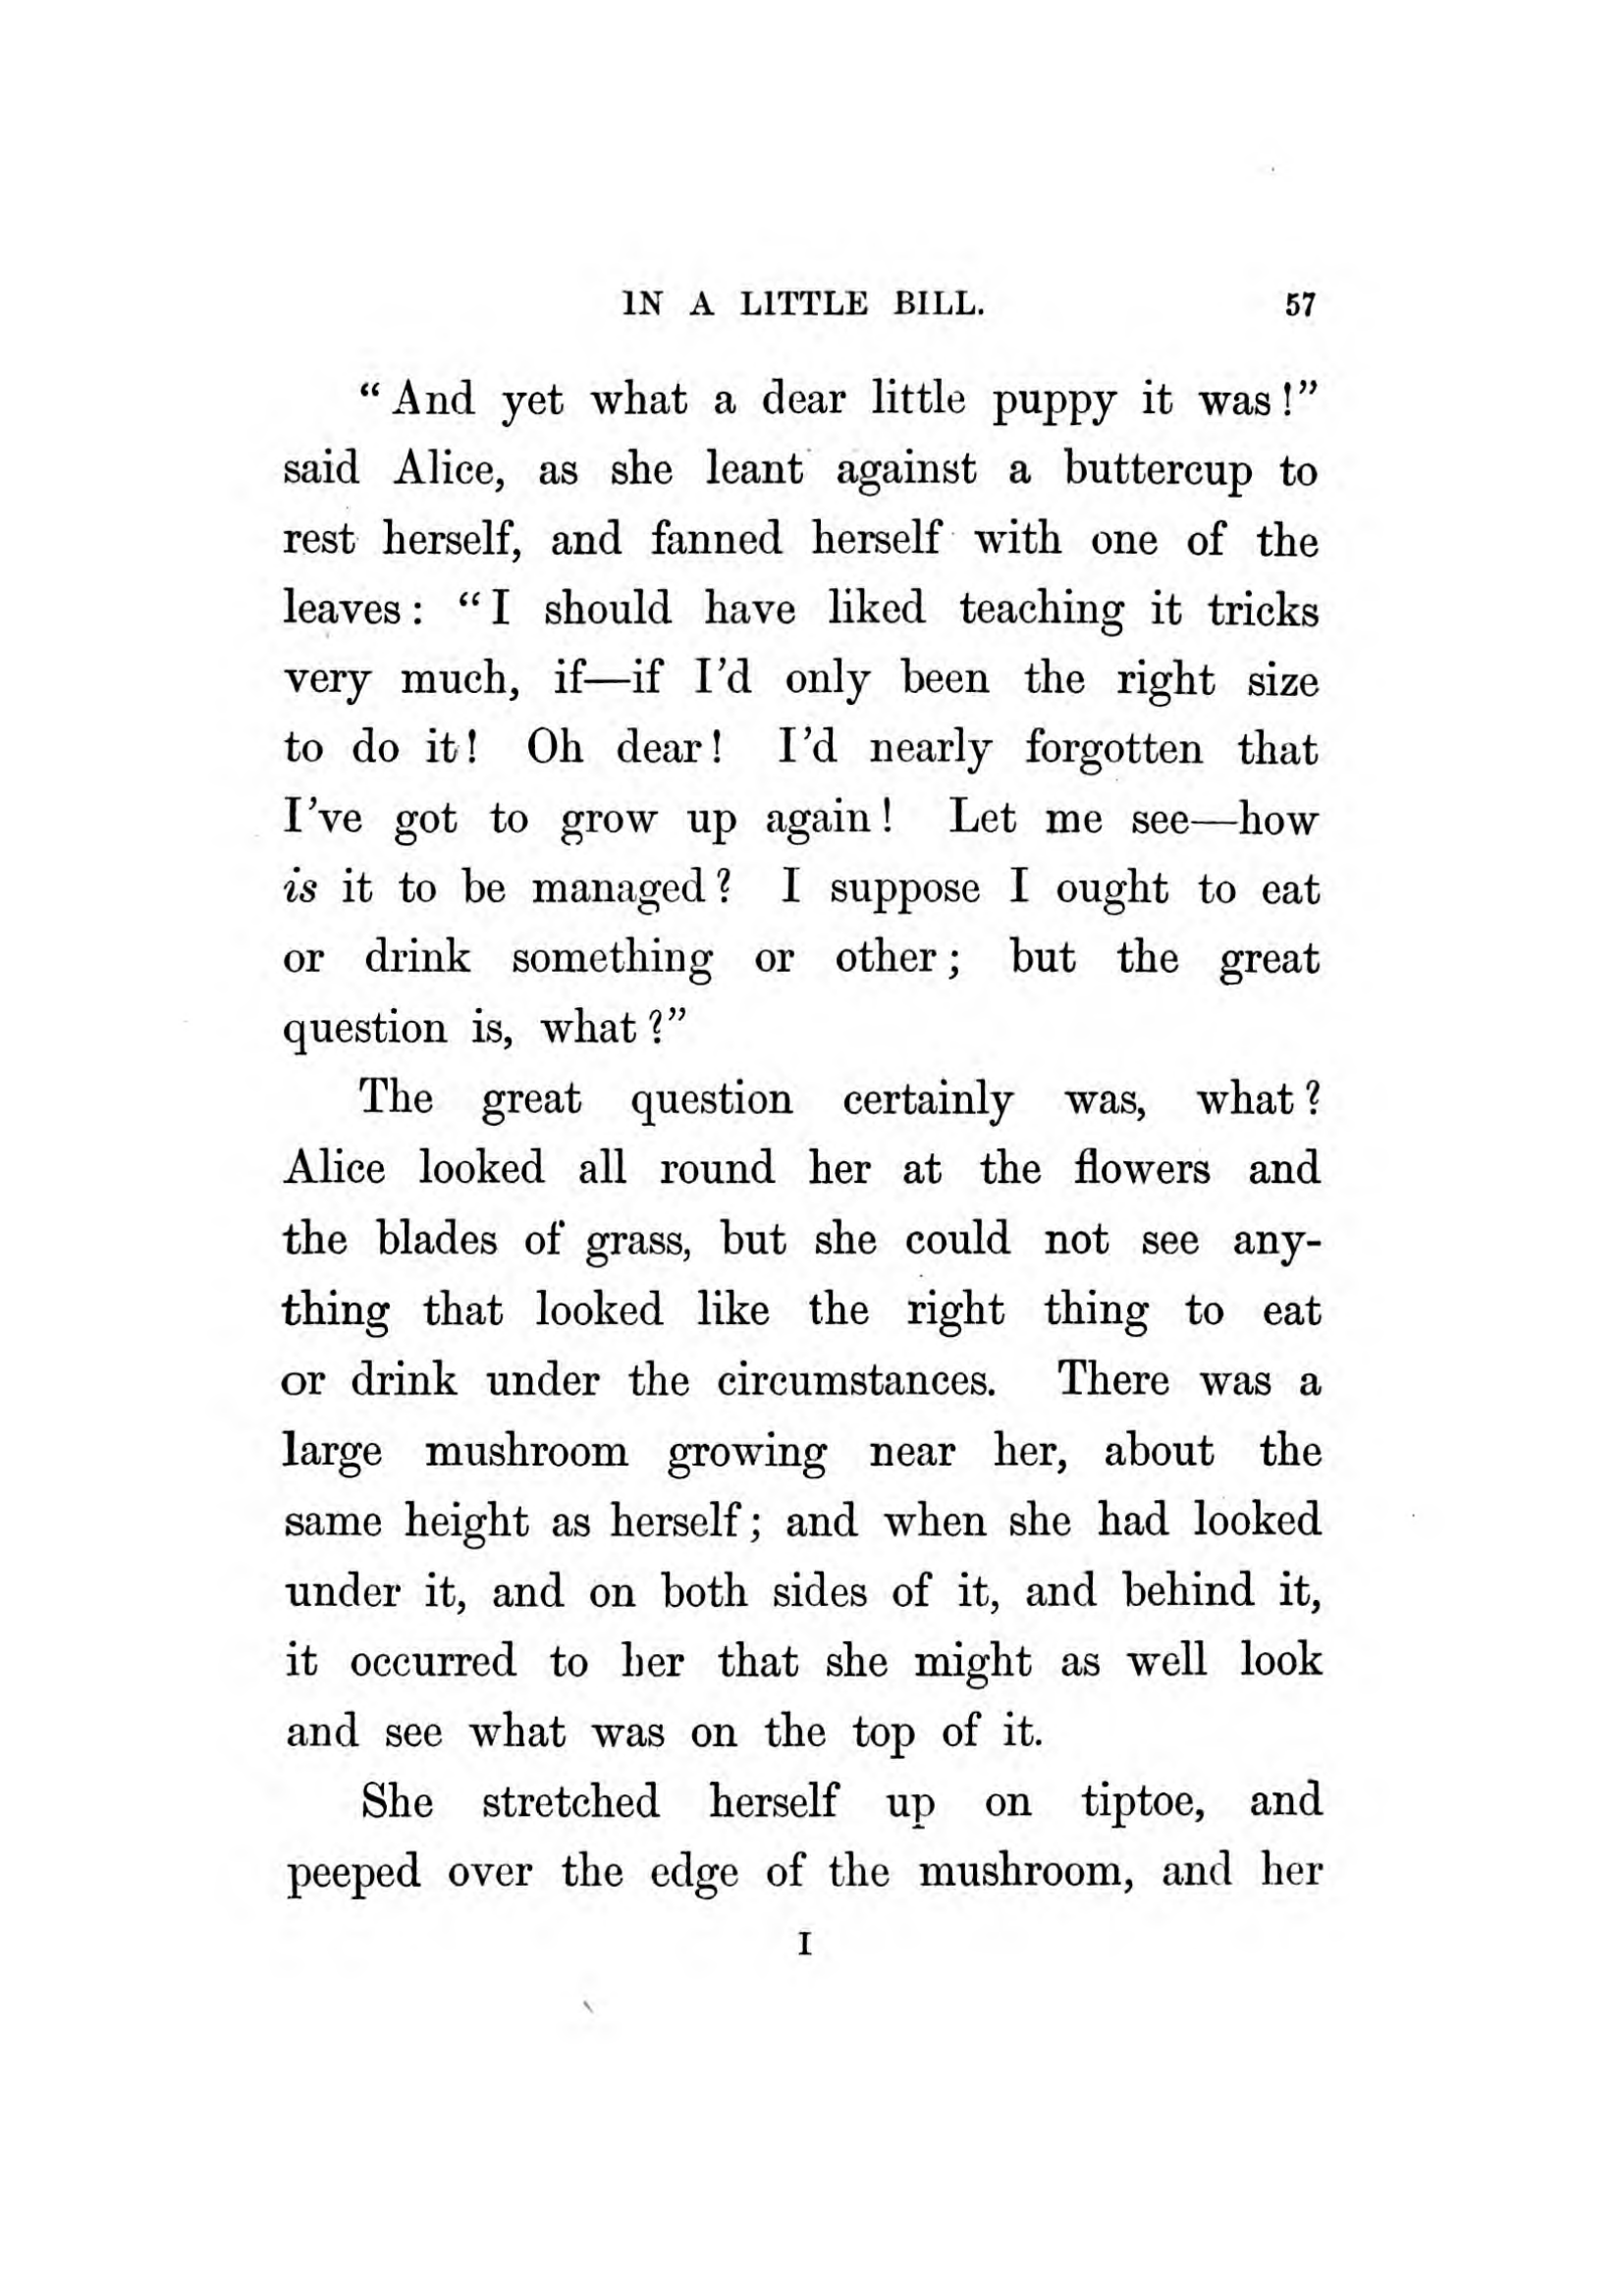 IN A LITTLE BILL. 57
“And yet what a dear little puppy it was!”
said Alice, as she leant against a buttercup to
rest herself, and fanned herself with one of the
leaves: “I should have liked teaching it tricks
very much, if—if I’d only been the right size
to do it! Oh dear! I’d nearly forgotten that
I’ve got to grow up again! Let me see—how
is it to be managed? I suppose I ought to eat
or drink something or other; but the great
question is, what?”
The great question certainly was, what?
Alice looked all round her at the flowers and
the blades of grass, but she could not see any-
thing that looked like the right thing to eat
or drink under the circumstances. There was a
large mushroom growing near her, about the
same height as herself; and when she had looked
under it, and on both sides of it, and behind it,
it occurred to her that she might as well look
and see what was on the top of it.
She stretched herself up on tiptoe, and
peeped over the edge of the mushroom, and her
I